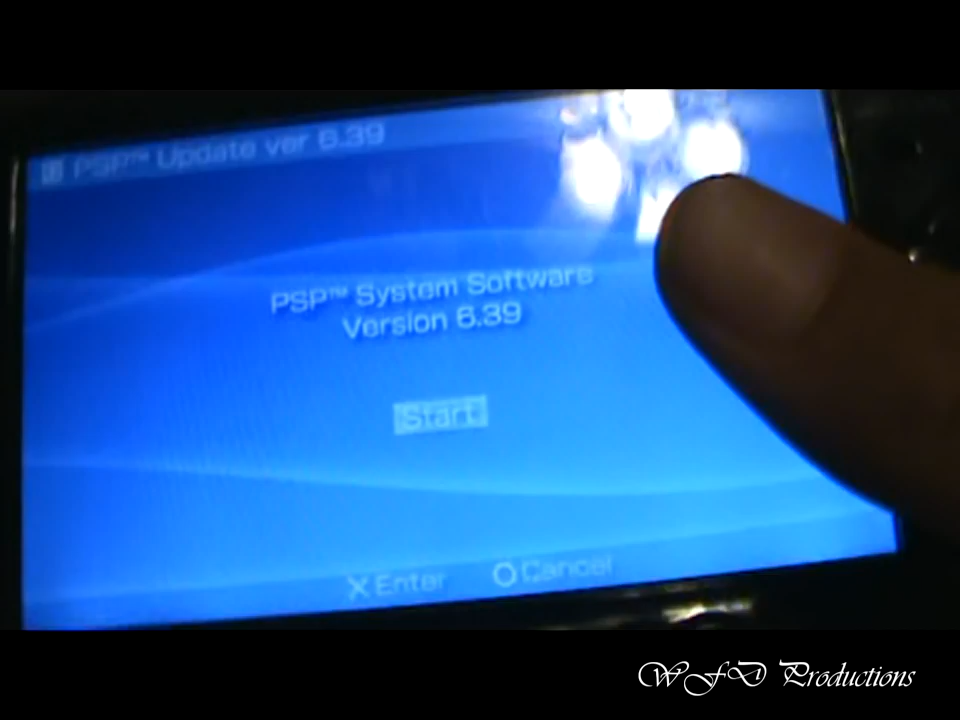 PSP™ Update ver 6.39
PSP™ System Software
Version 6.39
Start
X Enter O Cancel
WFD Productions